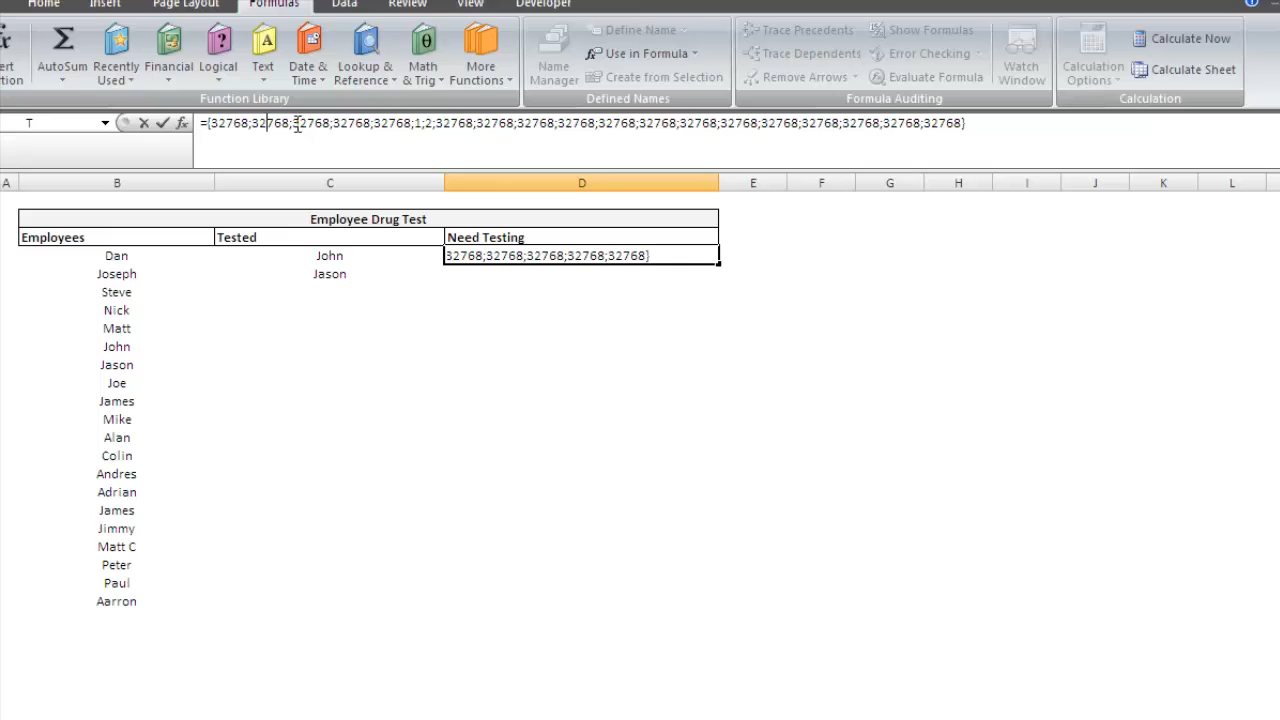 Home Insert Page Layout Formulas Data Review View Developer
AutoSum Recently Used Financial Logical Text Date & Time Lookup & Reference Math & Trig More Functions
Function Library
Name Manager
Define Name
Use in Formula
Create from Selection
Defined Names
Trace Precedents Show Formulas
Trace Dependents Error Checking
Remove Arrows Evaluate Formula
Watch Window
Formula Auditing
Calculation Options
Calculate Now
Calculate Sheet
Calculation
T fx ={32768;32768;32768;32768;32768;1;2;32768;32768;32768;32768;32768;32768;32768;32768;32768;32768;32768;32768;32768}
A B C D E F G H I J K L
Employee Drug Test
Employees Tested Need Testing
Dan John 32768;32768;32768;32768;32768}
Joseph Jason
Steve
Nick
Matt
John
Jason
Joe
James
Mike
Alan
Colin
Andres
Adrian
James
Jimmy
Matt C
Peter
Paul
Aarron